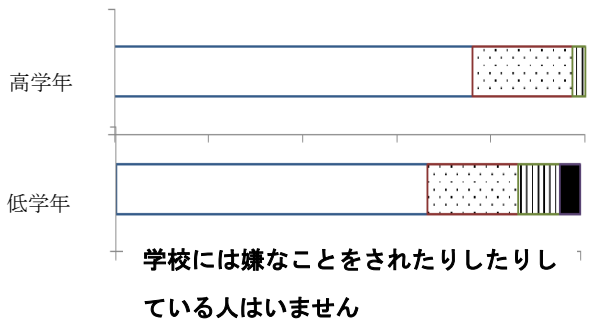 高学年
低学年
学校には嫌なことをされたりしたりし
ている人はいません